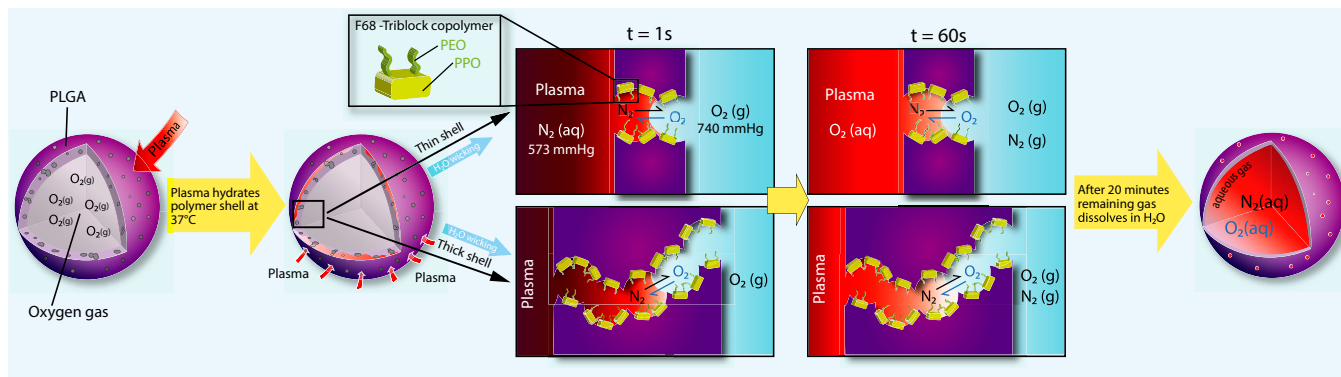 PLGA
Plasma
O₂(g)
O₂(g)
O₂(g)
O₂(g)
O₂(g)
Oxygen gas
Plasma hydrates
polymer shell at
37°C
Plasma
Plasma
F68 -Triblock copolymer
PEO
PPO
Thin shell
H₂O wicking
Thick shell
H₂O wicking
t = 1s
Plasma
N₂ (aq)
573 mmHg
N₂
O₂
O₂ (g)
740 mmHg
Plasma
N₂
O₂
O₂ (g)
t = 60s
Plasma
O₂ (aq)
N₂
O₂
O₂ (g)
N₂ (g)
Plasma
N₂
O₂
O₂ (g)
N₂ (g)
After 20 minutes
remaining gas
dissolves in H₂O
aqueous gas
N₂(aq)
O₂(aq)